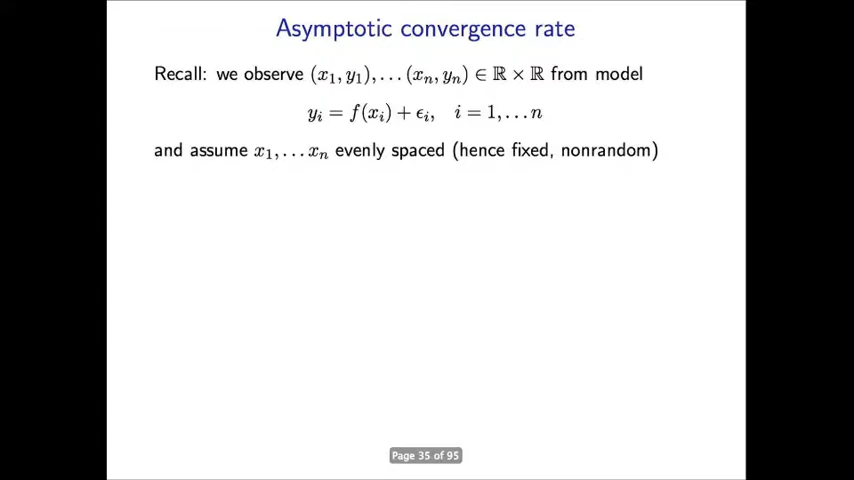 Asymptotic convergence rate
Recall: we observe (x₁, y₁), . . . (xₙ, yₙ) ∈ ℝ × ℝ from model
yᵢ = f(xᵢ) + ϵᵢ, i = 1, . . . n
and assume x₁, . . . xₙ evenly spaced (hence fixed, nonrandom)
Page 35 of 95